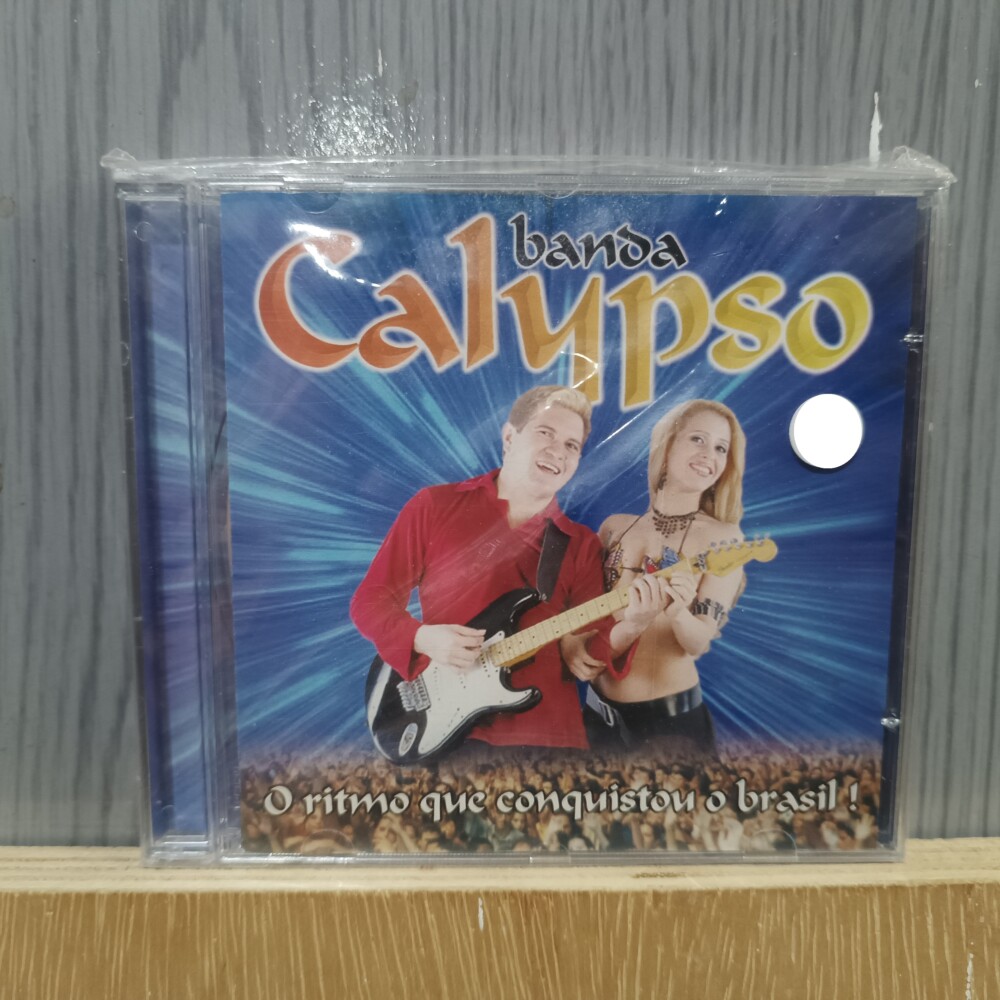 banda
Calypso
O ritmo que conquistou o brasil !